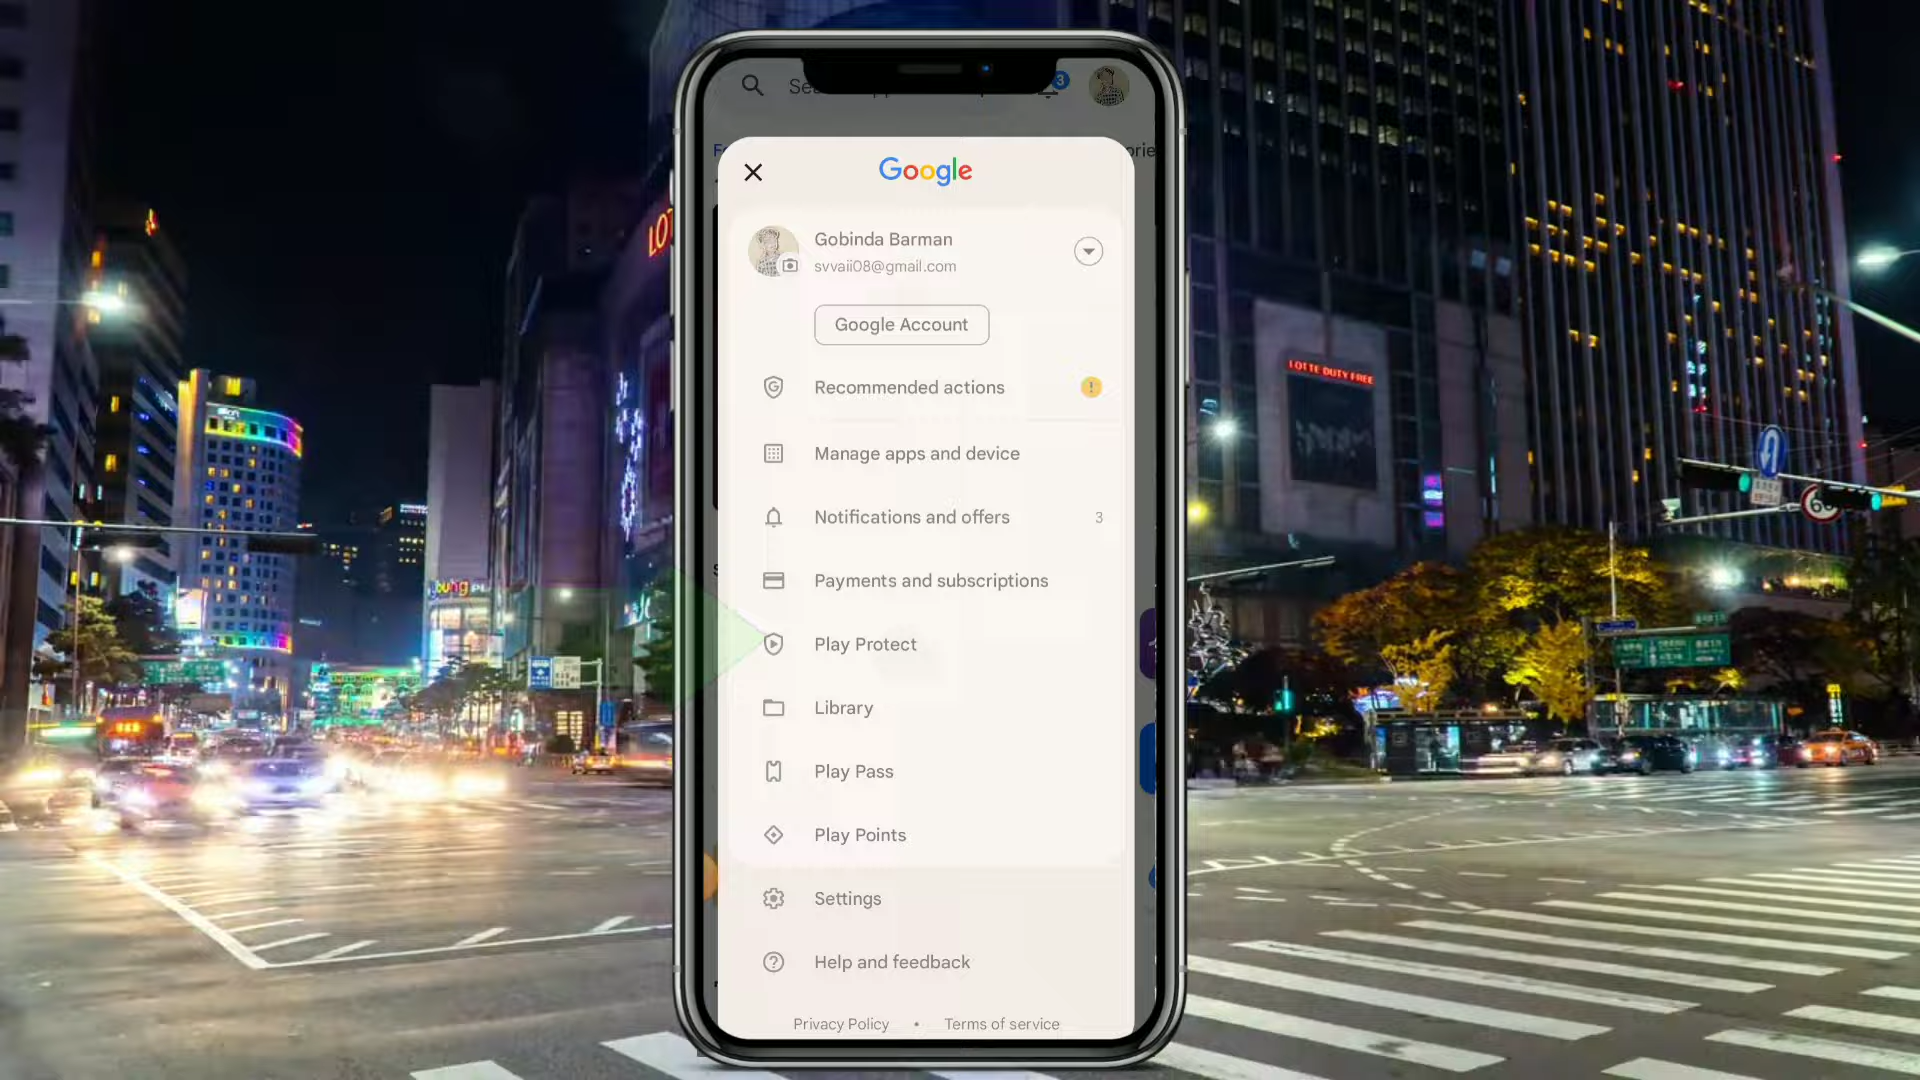 3
Google
Gobinda Barman
svvaii08@gmail.com
Google Account
Recommended actions
!
Manage apps and device
Notifications and offers 3
Payments and subscriptions
Play Protect
Library
Play Pass
Play Points
Settings
Help and feedback
Privacy Policy • Terms of service
LOTTE DUTY FREE
60